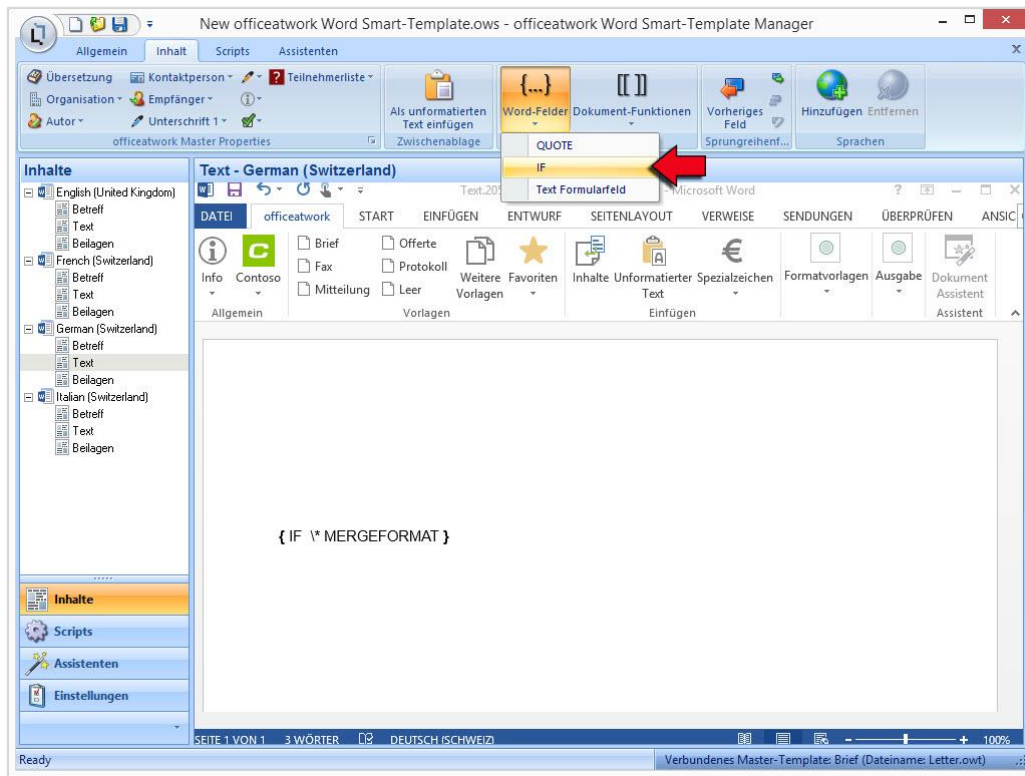 New officeatwork Word Smart-Template.ows - officeatwork Word Smart-Template Manager
Allgemein Inhalt Scripts Assistenten
Übersetzung Kontaktperson Teilnehmerliste
Organisation Empfänger
Autor Unterschrift 1
officeatwork Master Properties
Als unformatierten
Text einfügen
Zwischenablage
Word-Felder Dokument-Funktionen
QUOTE
IF
Text Formularfeld
Vorheriges
Feld
Sprungreihenf...
Hinzufügen Entfernen
Sprachen
Inhalte
English (United Kingdom)
Betreff
Text
Beilagen
French (Switzerland)
Betreff
Text
Beilagen
German (Switzerland)
Betreff
Text
Beilagen
Italian (Switzerland)
Betreff
Text
Beilagen
Inhalte
Scripts
Assistenten
Einstellungen
Text - German (Switzerland)
Microsoft Word
DATEI officeatwork START EINFÜGEN ENTWURF SEITENLAYOUT VERWEISE SENDUNGEN ÜBERPRÜFEN ANSIC
Info Contoso
Allgemein
Brief Offerte
Fax Protokoll
Mitteilung Leer
Weitere
Vorlagen
Favoriten
Vorlagen
Inhalte Unformatierter Spezialzeichen
Text
Einfügen
Formatvorlagen Ausgabe Dokument
Assistent
Assistent
{ IF \* MERGEFORMAT }
SEITE 1 VON 1 3 WÖRTER DEUTSCH (SCHWEIZ) 100%
Ready Verbundenes Master-Template: Brief (Dateiname: Letter.owt)